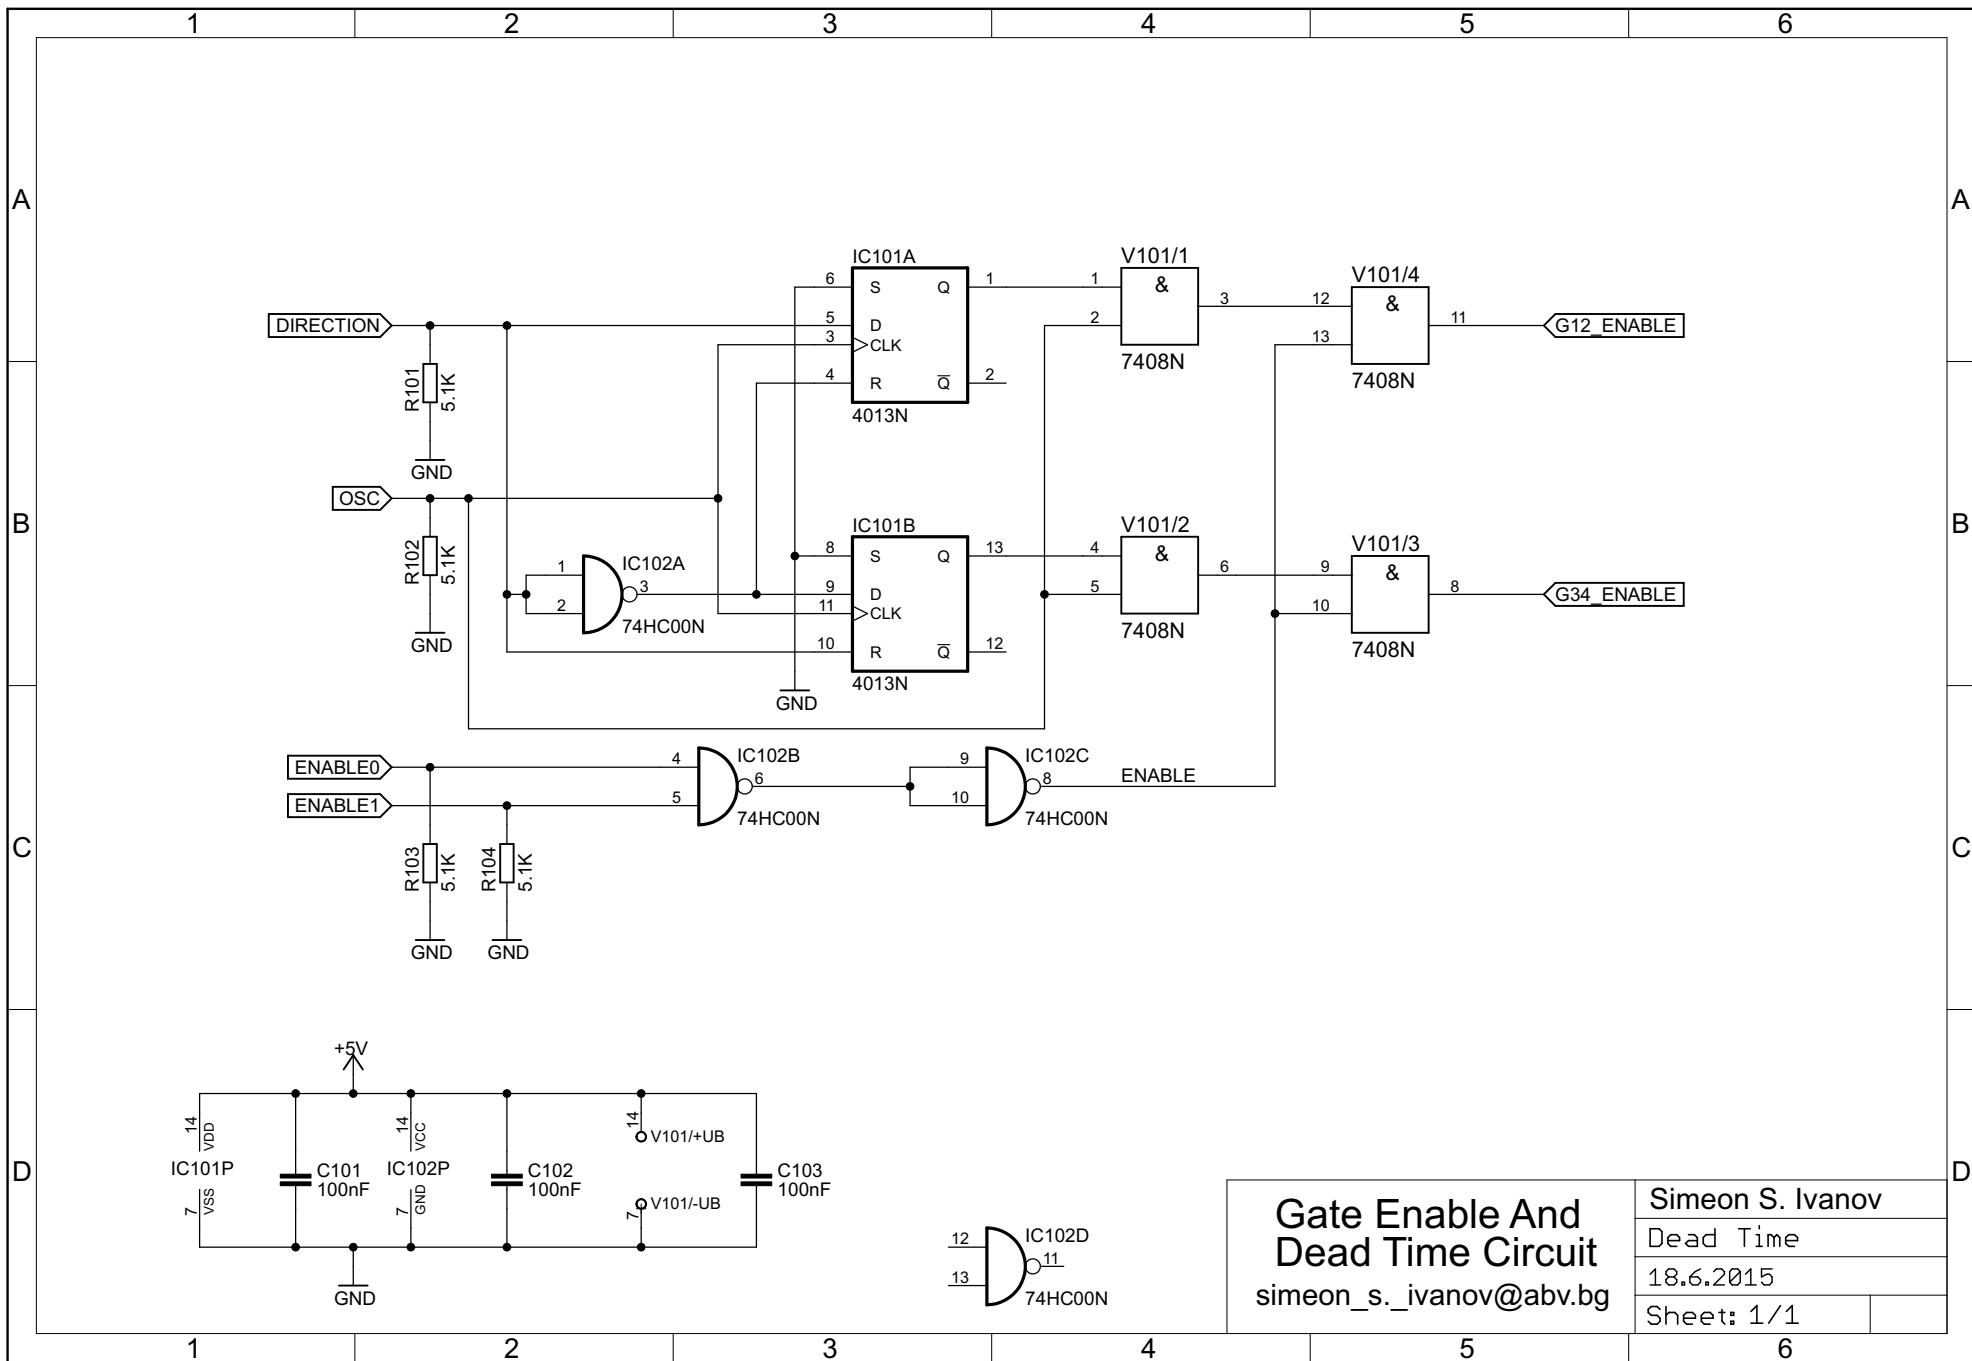 1 2 3 4 5 6
A A
B B
C C
D D
DIRECTION
R101
5.1K
GND
OSC
R102
5.1K
GND
1
2
IC102A
3
74HC00N
IC101A
6 S Q 1
5 D
3 CLK
4 R Q 2
4013N
IC101B
8 S Q 13
9 D
11 CLK
10 R Q 12
4013N
GND
V101/1
1 & 3
2
7408N
V101/4
12 & 11
13
7408N
G12_ENABLE
V101/2
4 & 6
5
7408N
V101/3
9 & 8
10
7408N
G34_ENABLE
ENABLE0
ENABLE1
R103
5.1K
GND
R104
5.1K
GND
4
5
IC102B
6
74HC00N
9
10
IC102C
8
74HC00N
ENABLE
+5V
14
VDD
IC101P
7
VSS
C101
100nF
14
VCC
IC102P
7
GND
C102
100nF
14
V101/+UB
7
V101/-UB
C103
100nF
GND
12
13
IC102D
11
74HC00N
Gate Enable And
Dead Time Circuit
simeon_s._ivanov@abv.bg
Simeon S. Ivanov
Dead Time
18.6.2015
Sheet: 1/1
1 2 3 4 5 6